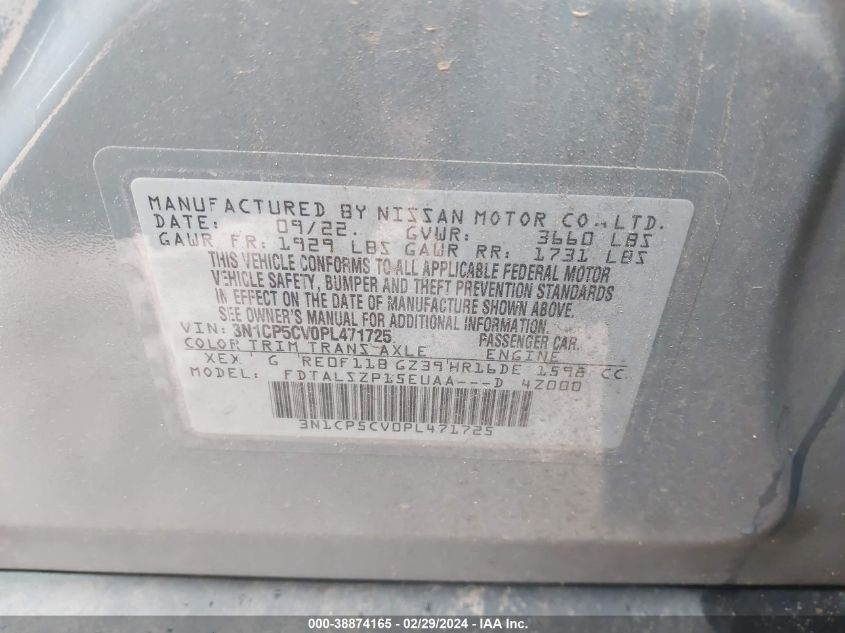 MANUFACTURED BY NISSAN MOTOR CO., LTD.
DATE: 09/22. GVWR: 3660 LBS
GAWR FR: 1929 LBS GAWR RR: 1731 LBS
THIS VEHICLE CONFORMS TO ALL APPLICABLE FEDERAL MOTOR
VEHICLE SAFETY, BUMPER AND THEFT PREVENTION STANDARDS
IN EFFECT ON THE DATE OF MANUFACTURE SHOWN ABOVE.
SEE OWNER'S MANUAL FOR ADDITIONAL INFORMATION.
VIN: 3N1CP5CV0PL471725 PASSENGER CAR.
COLOR TRIM TRANS AXLE ENGINE
XEX G RE0F11B GZ39 HR16DE 1598 CC
MODEL: FDTALSZP15EUAA---D 4Z000
3N1CP5CV0PL471725
000-38874165 - 02/29/2024 - IAA Inc.